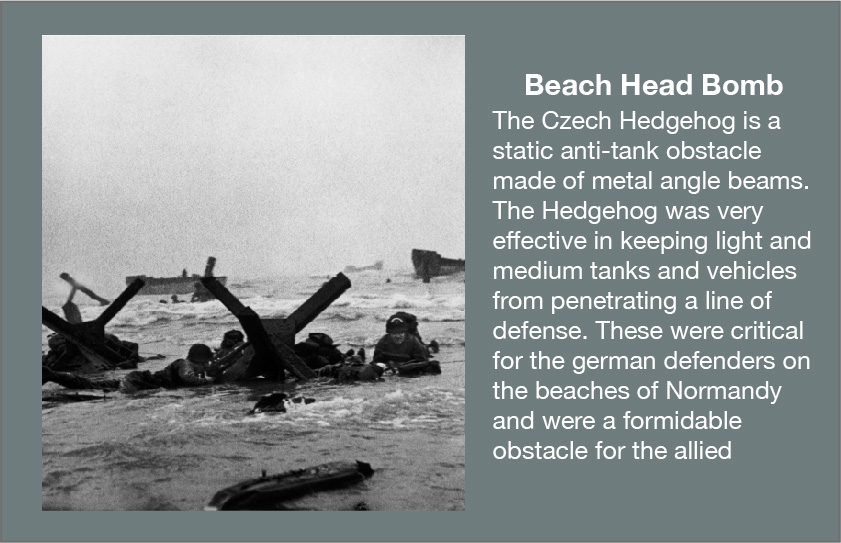 Beach Head Bomb
The Czech Hedgehog is a
static anti-tank obstacle
made of metal angle beams.
The Hedgehog was very
effective in keeping light and
medium tanks and vehicles
from penetrating a line of
defense. These were critical
for the german defenders on
the beaches of Normandy
and were a formidable
obstacle for the allied